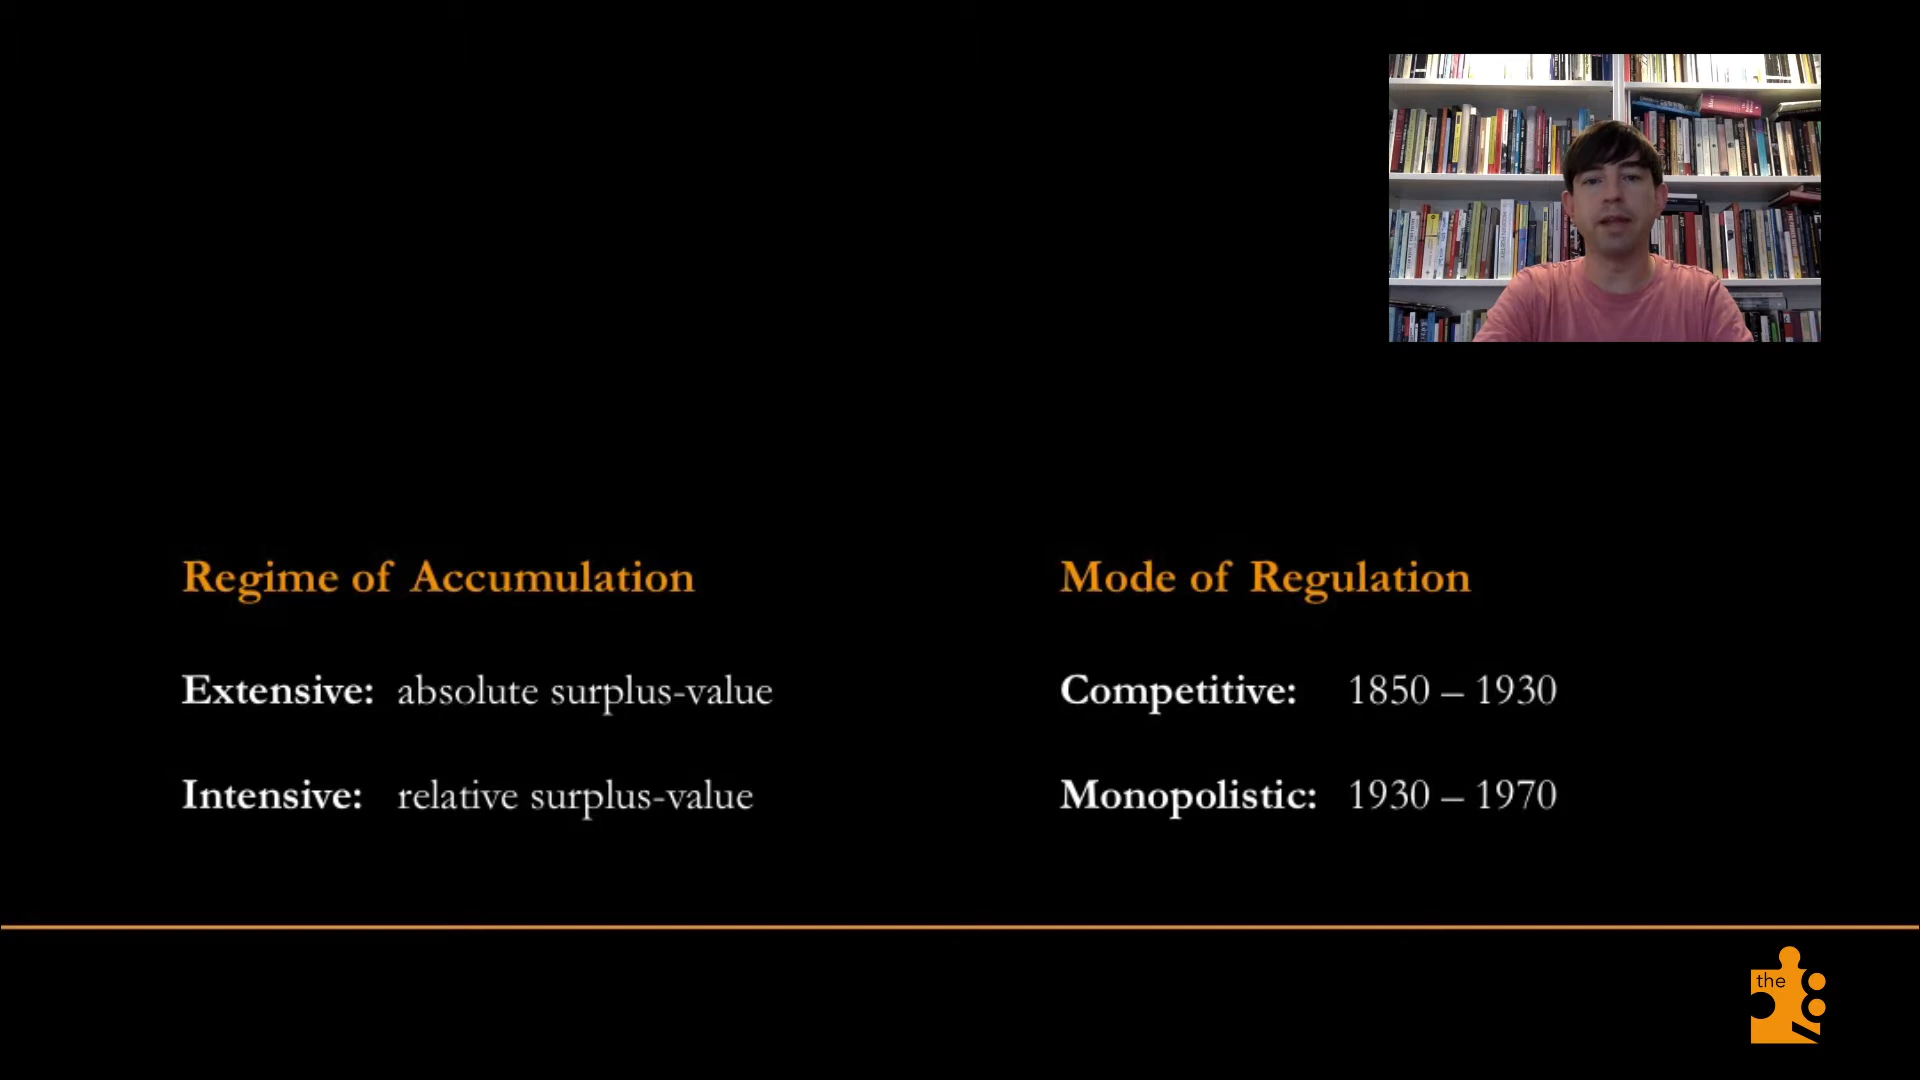 Regime of Accumulation
Extensive: absolute surplus-value
Intensive: relative surplus-value
Mode of Regulation
Competitive: 1850 – 1930
Monopolistic: 1930 – 1970
the